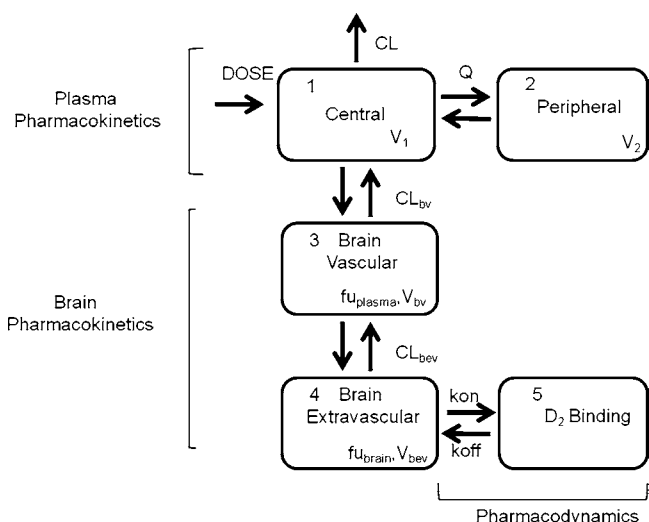 CL
DOSE
1
Central
V1
Q
2
Peripheral
V2
Plasma
Pharmacokinetics
CLbv
3 Brain
Vascular
fuplasma, Vbv
Brain
Pharmacokinetics
CLbev
4 Brain
Extravascular
fubrain, Vbev
kon
koff
5
D2 Binding
Pharmacodynamics